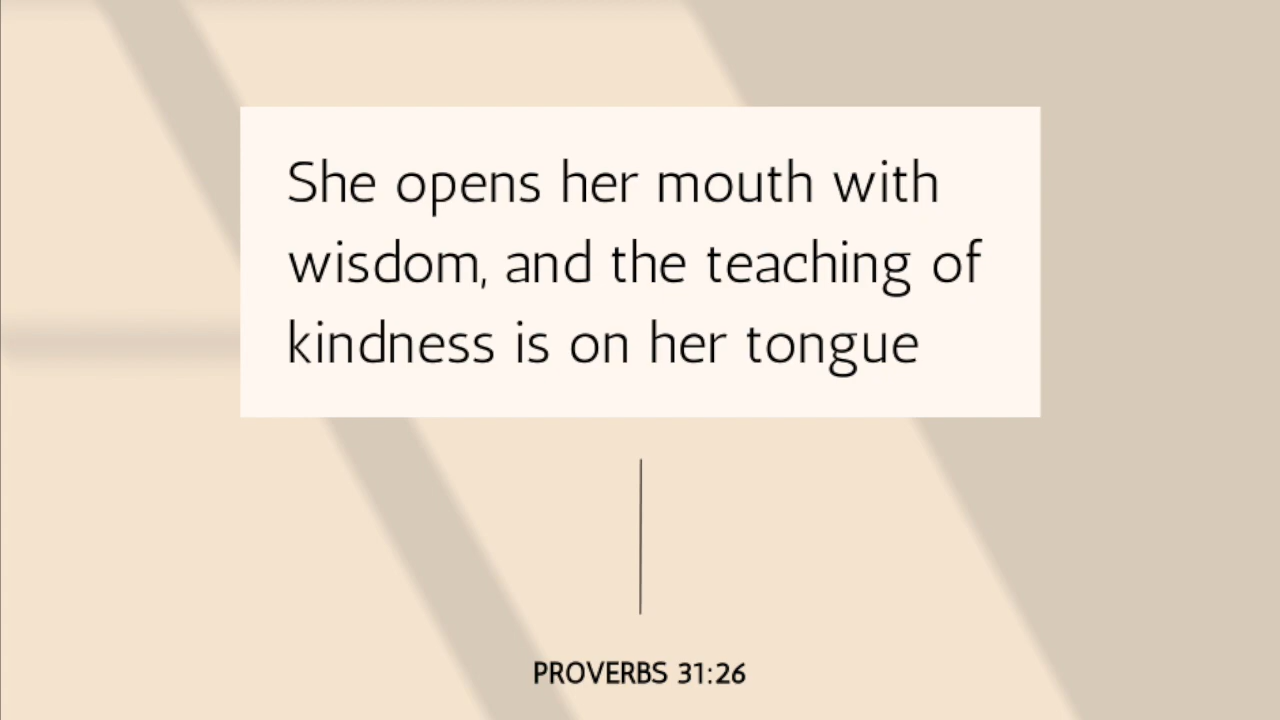 She opens her mouth with
wisdom, and the teaching of
kindness is on her tongue
PROVERBS 31:26